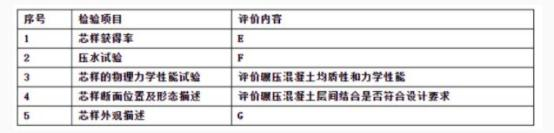 序号 检验项目 评价内容
1 芯样获得率 E
2 压水试验 F
3 芯样的物理力学性能试验 评价碾压混凝土均质性和力学性能
4 芯样断面位置及形态描述 评价碾压混凝土层间结合是否符合设计要求
5 芯样外观描述 G